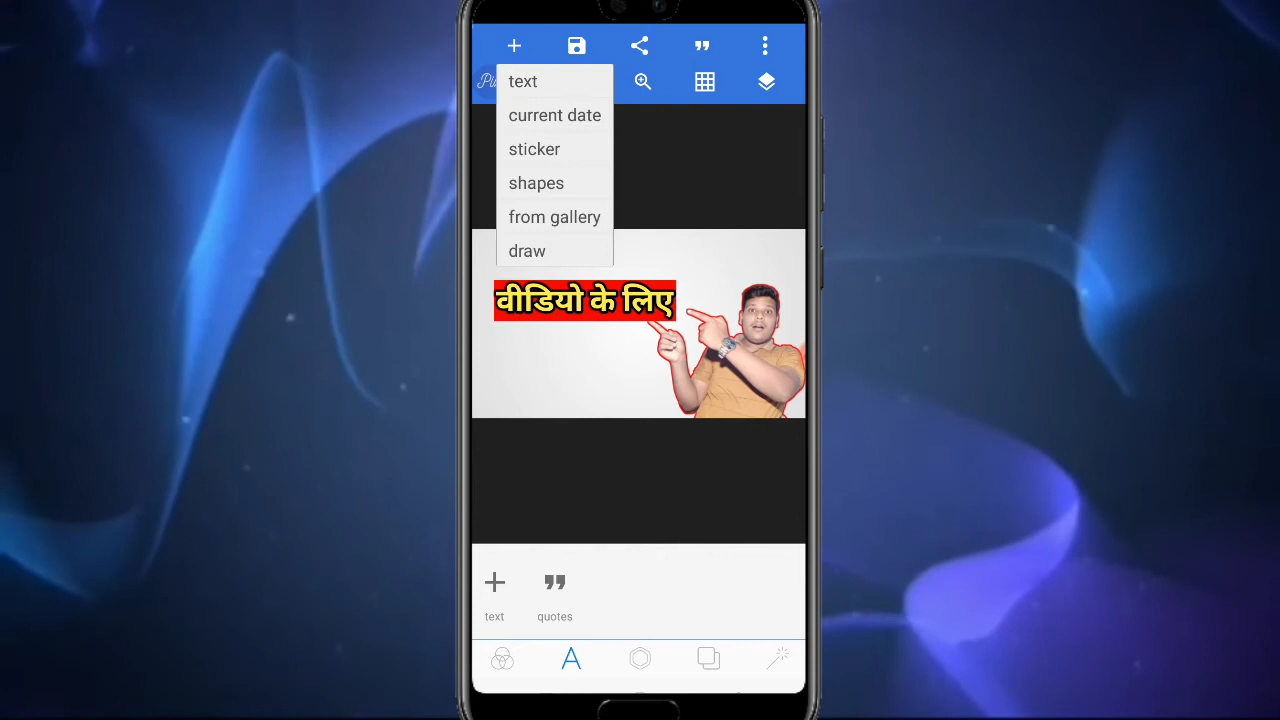 text
current date
sticker
shapes
from gallery
draw
वीडियो के लिए
text
quotes